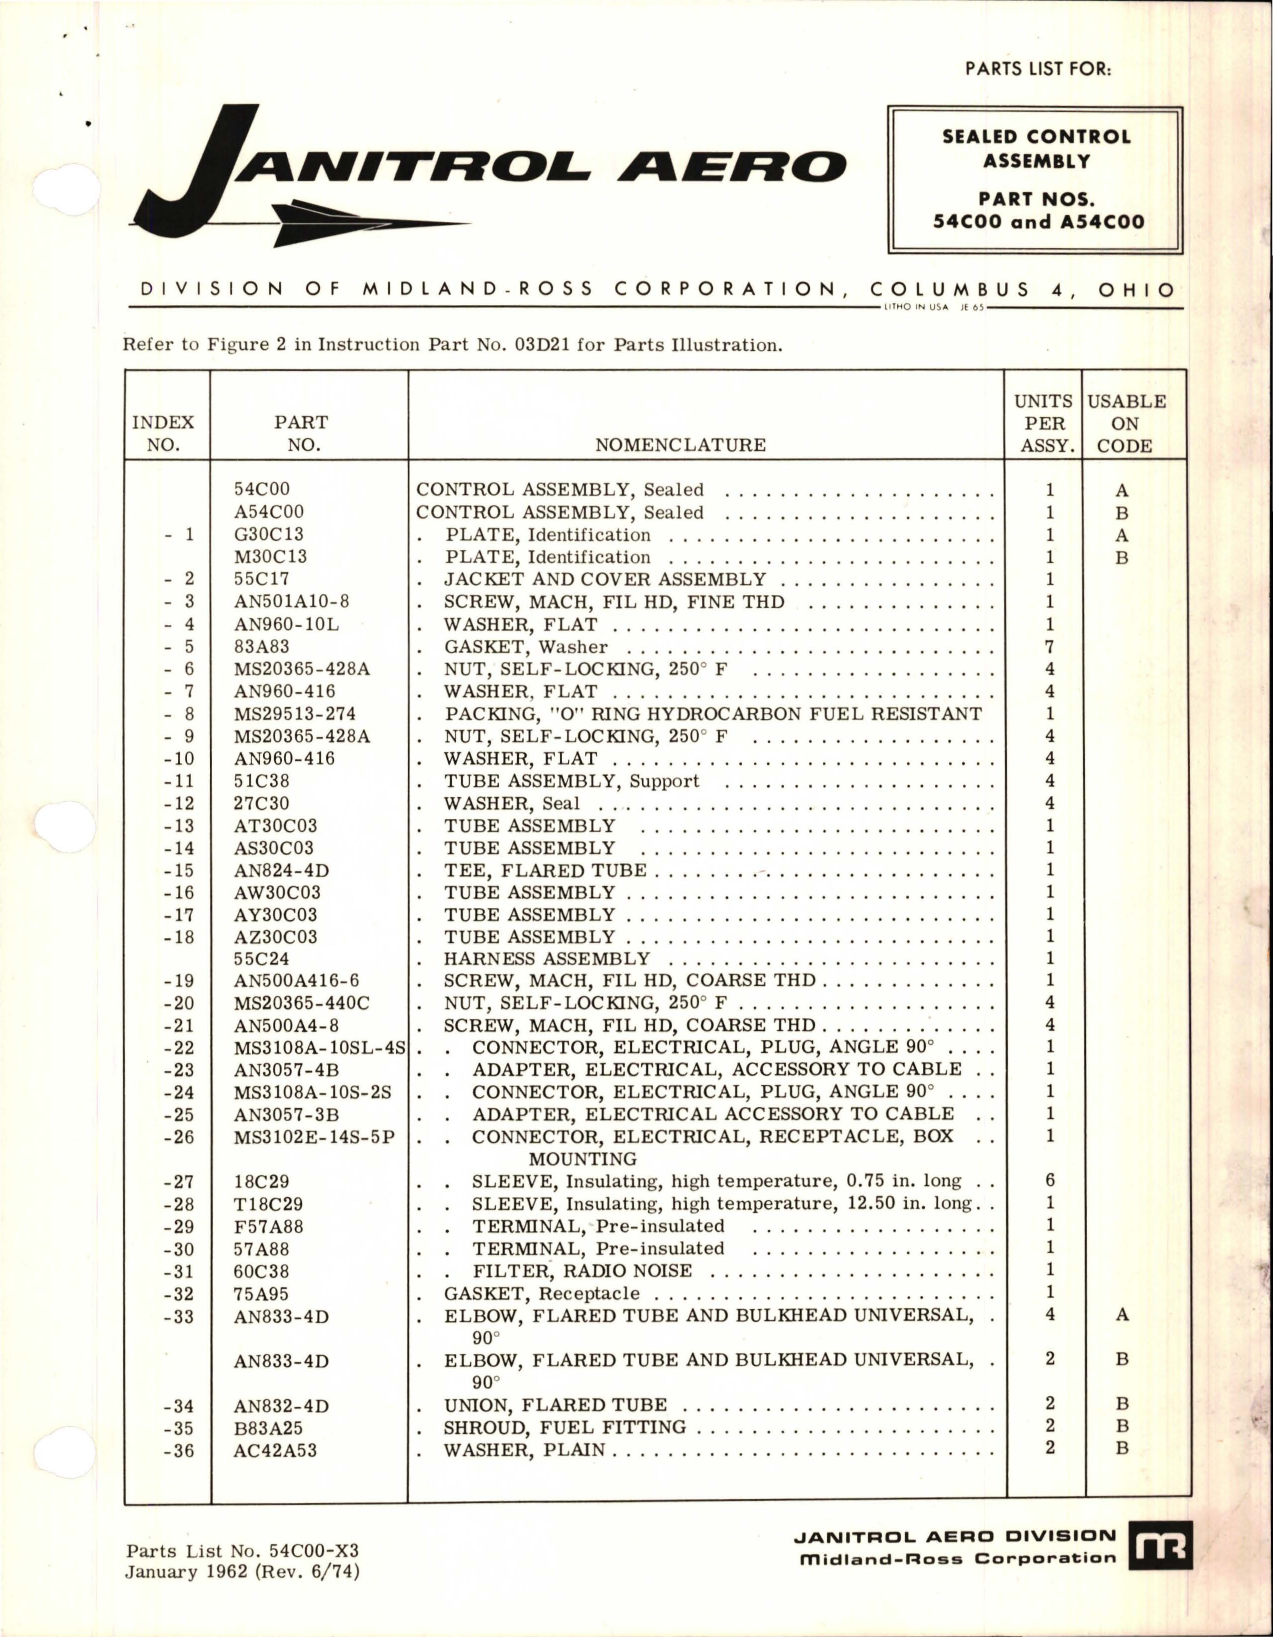 PARTS LIST FOR:
JANITROL AERO
SEALED CONTROL
ASSEMBLY
PART NOS.
54C00 and A54C00
DIVISION OF MIDLAND-ROSS CORPORATION, COLUMBUS 4, OHIO
LITHO IN USA JE 65
Refer to Figure 2 in Instruction Part No. 03D21 for Parts Illustration.
INDEX NO. PART NO. NOMENCLATURE UNITS PER ASSY. USABLE ON CODE
54C00 CONTROL ASSEMBLY, Sealed . . . . . . . . . . . . . . . . . . . . 1 A
A54C00 CONTROL ASSEMBLY, Sealed . . . . . . . . . . . . . . . . . . . . 1 B
- 1 G30C13 . PLATE, Identification . . . . . . . . . . . . . . . . . . . . . . . . 1 A
M30C13 . PLATE, Identification . . . . . . . . . . . . . . . . . . . . . . . . 1 B
- 2 55C17 . JACKET AND COVER ASSEMBLY . . . . . . . . . . . . . . . . 1
- 3 AN501A10-8 . SCREW, MACH, FIL HD, FINE THD . . . . . . . . . . . . . . 1
- 4 AN960-10L . WASHER, FLAT . . . . . . . . . . . . . . . . . . . . . . . . . . . . 1
- 5 83A83 . GASKET, Washer . . . . . . . . . . . . . . . . . . . . . . . . . . . . 7
- 6 MS20365-428A . NUT, SELF-LOCKING, 250° F . . . . . . . . . . . . . . . . . . 4
- 7 AN960-416 . WASHER, FLAT . . . . . . . . . . . . . . . . . . . . . . . . . . . . 4
- 8 MS29513-274 . PACKING, "O" RING HYDROCARBON FUEL RESISTANT 1
- 9 MS20365-428A . NUT, SELF-LOCKING, 250° F . . . . . . . . . . . . . . . . . . 4
-10 AN960-416 . WASHER, FLAT . . . . . . . . . . . . . . . . . . . . . . . . . . . . 4
-11 51C38 . TUBE ASSEMBLY, Support . . . . . . . . . . . . . . . . . . . . 4
-12 27C30 . WASHER, Seal . . . . . . . . . . . . . . . . . . . . . . . . . . . . . 4
-13 AT30C03 . TUBE ASSEMBLY . . . . . . . . . . . . . . . . . . . . . . . . . . 1
-14 AS30C03 . TUBE ASSEMBLY . . . . . . . . . . . . . . . . . . . . . . . . . . 1
-15 AN824-4D . TEE, FLARED TUBE . . . . . . . . . . . . . . . . . . . . . . . . . 1
-16 AW30C03 . TUBE ASSEMBLY . . . . . . . . . . . . . . . . . . . . . . . . . . . 1
-17 AY30C03 . TUBE ASSEMBLY . . . . . . . . . . . . . . . . . . . . . . . . . . . 1
-18 AZ30C03 . TUBE ASSEMBLY . . . . . . . . . . . . . . . . . . . . . . . . . . . 1
55C24 . HARNESS ASSEMBLY . . . . . . . . . . . . . . . . . . . . . . . . 1
-19 AN500A416-6 . SCREW, MACH, FIL HD, COARSE THD . . . . . . . . . . . . . 1
-20 MS20365-440C . NUT, SELF-LOCKING, 250° F . . . . . . . . . . . . . . . . . . . 4
-21 AN500A4-8 . SCREW, MACH, FIL HD, COARSE THD . . . . . . . . . . . . . 4
-22 MS3108A-10SL-4S . . CONNECTOR, ELECTRICAL, PLUG, ANGLE 90° . . . . 1
-23 AN3057-4B . . ADAPTER, ELECTRICAL, ACCESSORY TO CABLE . . 1
-24 MS3108A-10S-2S . . CONNECTOR, ELECTRICAL, PLUG, ANGLE 90° . . . . 1
-25 AN3057-3B . . ADAPTER, ELECTRICAL ACCESSORY TO CABLE . . 1
-26 MS3102E-14S-5P . . CONNECTOR, ELECTRICAL, RECEPTACLE, BOX . . 1
MOUNTING
-27 18C29 . . SLEEVE, Insulating, high temperature, 0.75 in. long . . 6
-28 T18C29 . . SLEEVE, Insulating, high temperature, 12.50 in. long . . 1
-29 F57A88 . . TERMINAL, Pre-insulated . . . . . . . . . . . . . . . . . . 1
-30 57A88 . . TERMINAL, Pre-insulated . . . . . . . . . . . . . . . . . . 1
-31 60C38 . . FILTER, RADIO NOISE . . . . . . . . . . . . . . . . . . . . . 1
-32 75A95 . GASKET, Receptacle . . . . . . . . . . . . . . . . . . . . . . . . . 1
-33 AN833-4D . ELBOW, FLARED TUBE AND BULKHEAD UNIVERSAL, . 4 A
90°
AN833-4D . ELBOW, FLARED TUBE AND BULKHEAD UNIVERSAL, . 2 B
90°
-34 AN832-4D . UNION, FLARED TUBE . . . . . . . . . . . . . . . . . . . . . . . 2 B
-35 B83A25 . SHROUD, FUEL FITTING . . . . . . . . . . . . . . . . . . . . . . 2 B
-36 AC42A53 . WASHER, PLAIN . . . . . . . . . . . . . . . . . . . . . . . . . . . . 2 B
Parts List No. 54C00-X3
January 1962 (Rev. 6/74)
JANITROL AERO DIVISION
Midland-Ross Corporation
MR